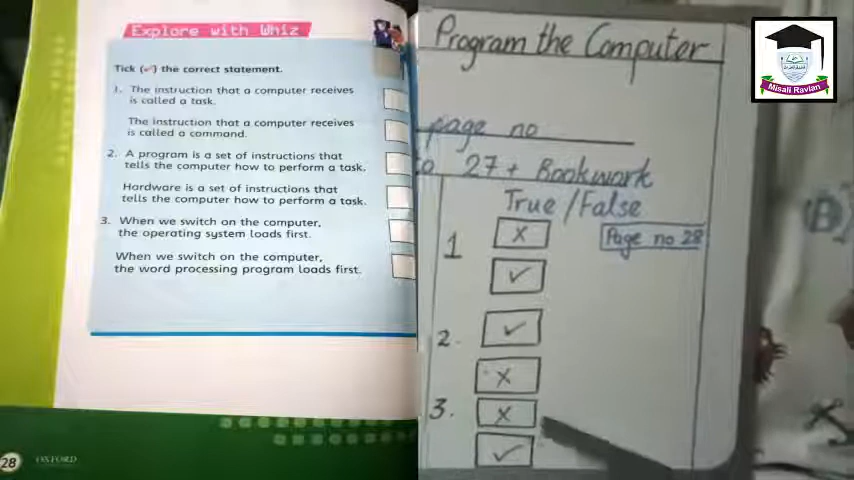 Explore with Whiz
Tick (✓) the correct statement.
1. The instruction that a computer receives
is called a task.
The instruction that a computer receives
is called a command.
2. A program is a set of instructions that
tells the computer how to perform a task.
Hardware is a set of instructions that
tells the computer how to perform a task.
3. When we switch on the computer,
the operating system loads first.
When we switch on the computer,
the word processing program loads first.
28 OXFORD
Program the Computer
page no
to 27 + Bookwork
True/False
Page no 28
1 x
✓
2. ✓
x
3. x
✓
Misali Ravian